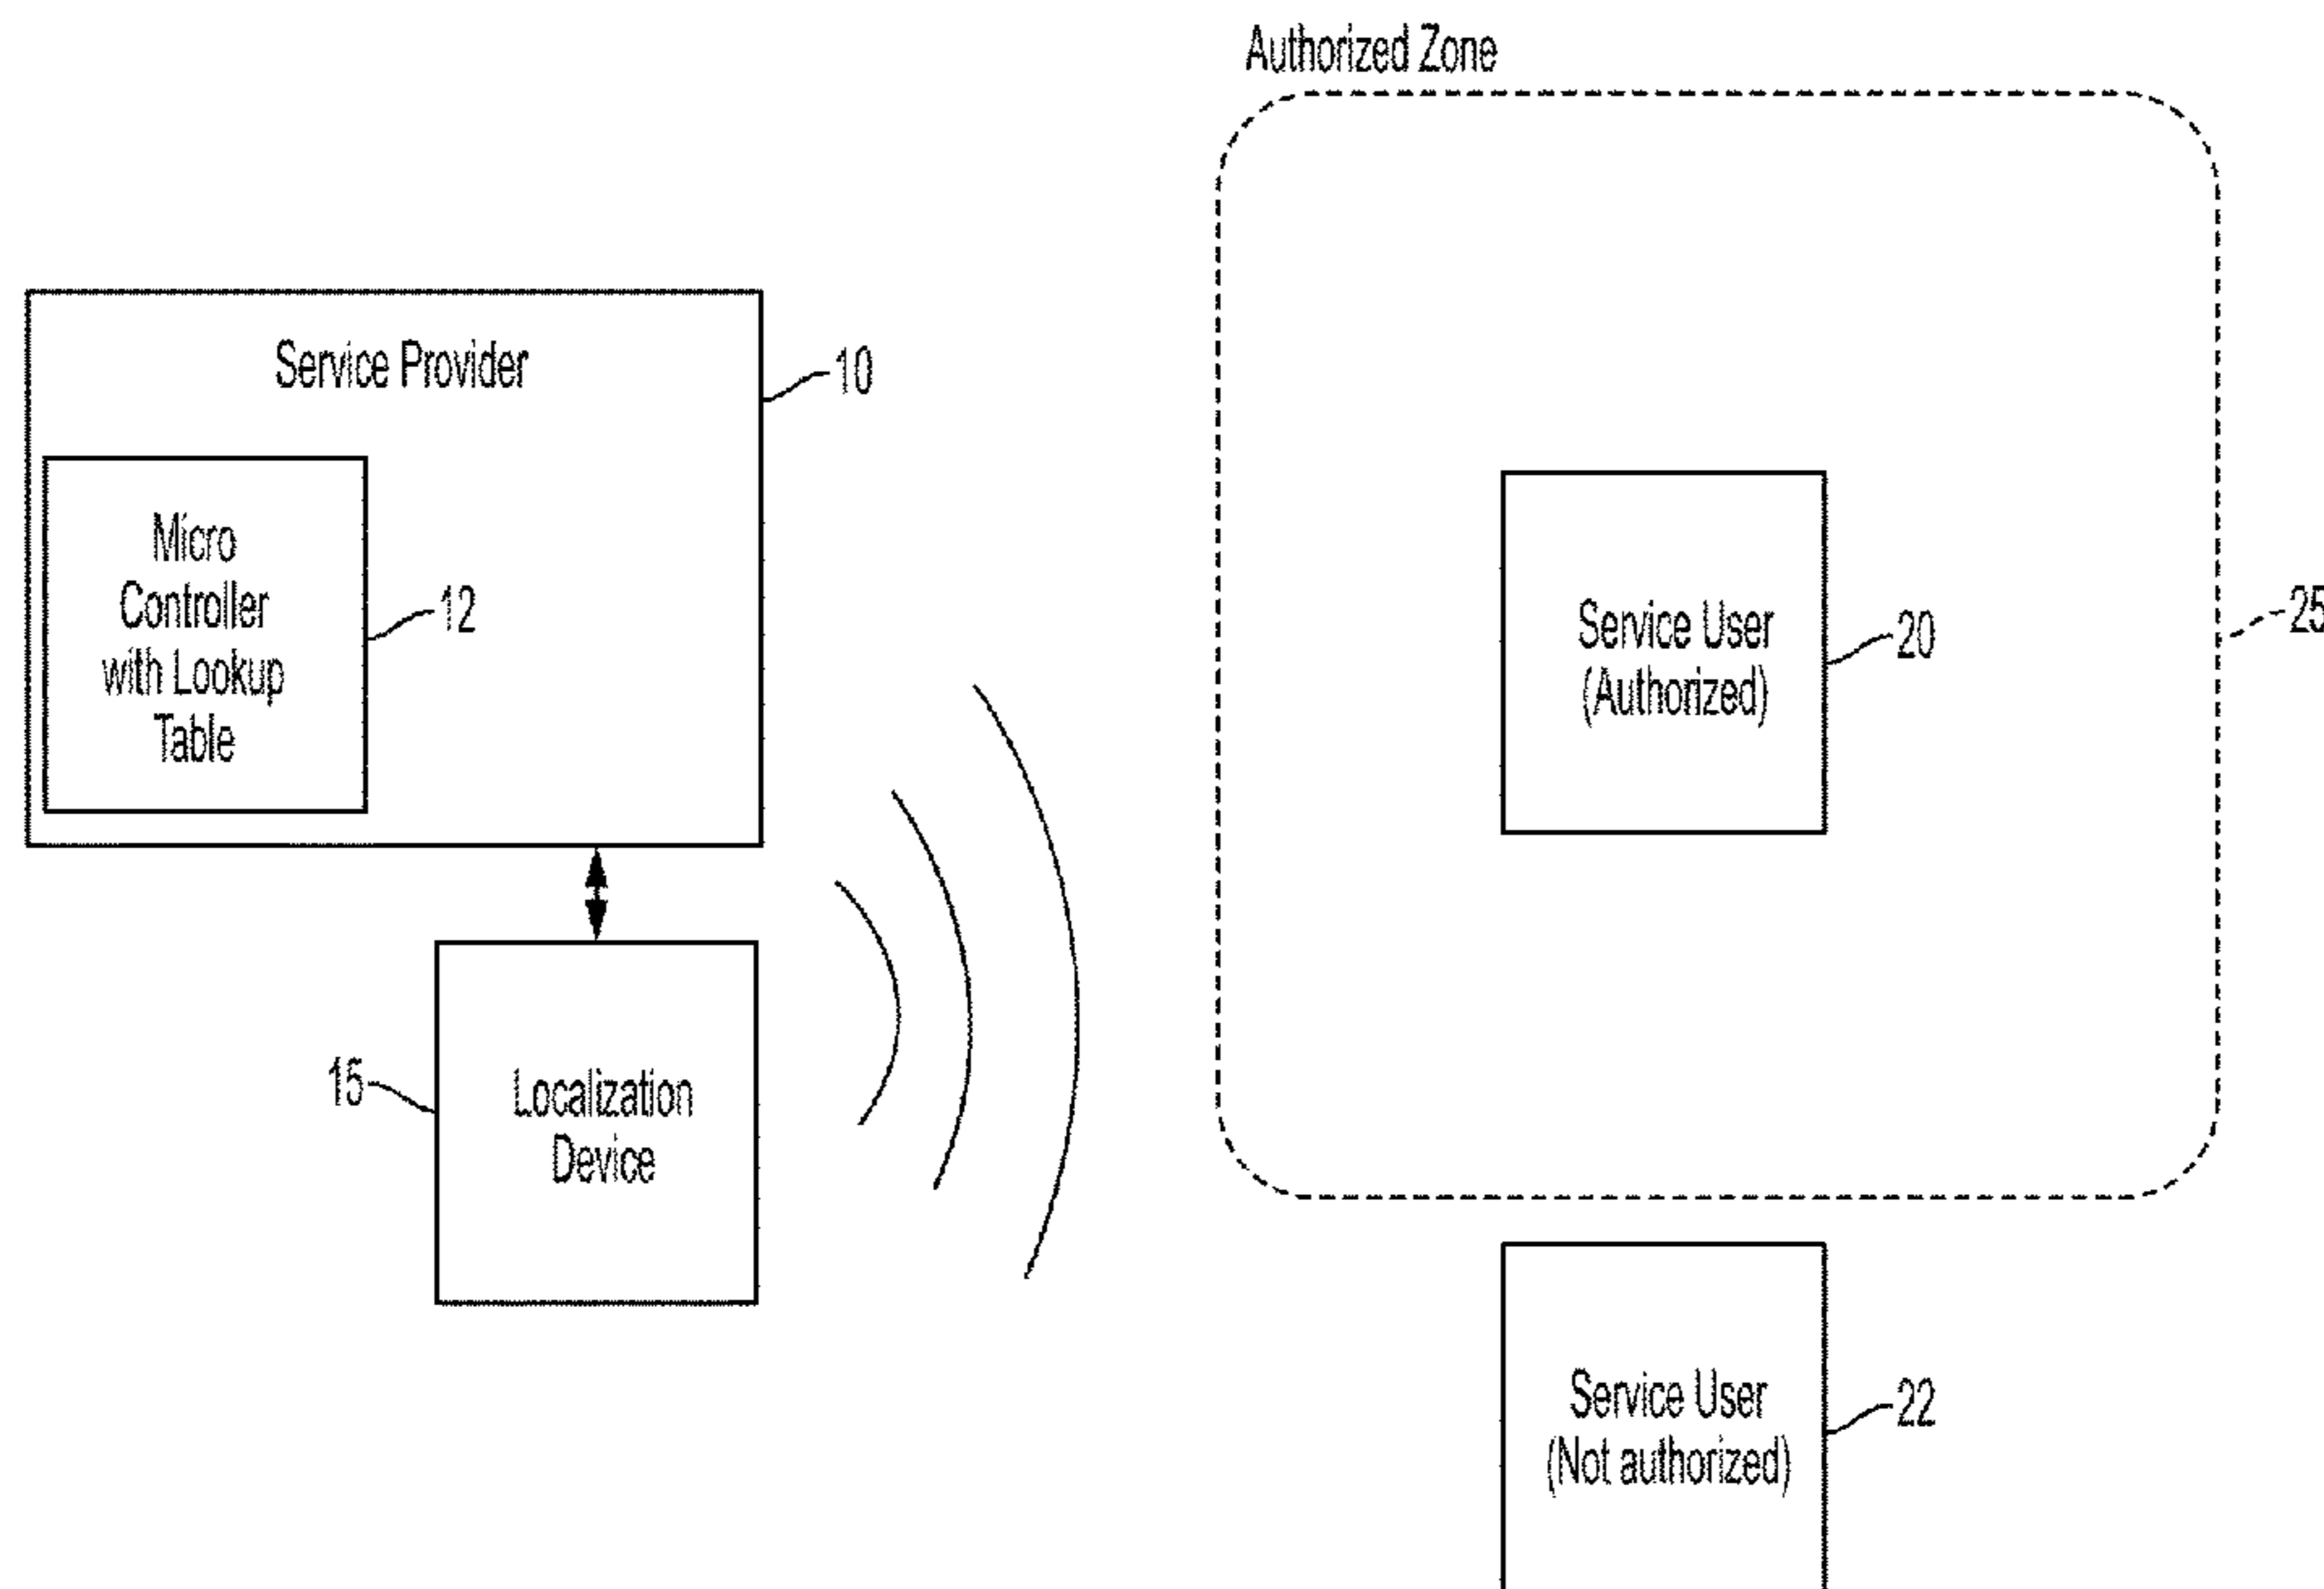 Authorized Zone
Service Provider
10
Micro
Controller
with Lookup
Table
12
Service User
(Authorized)
20
25
15
Localization
Device
Service User
(Not authorized)
22